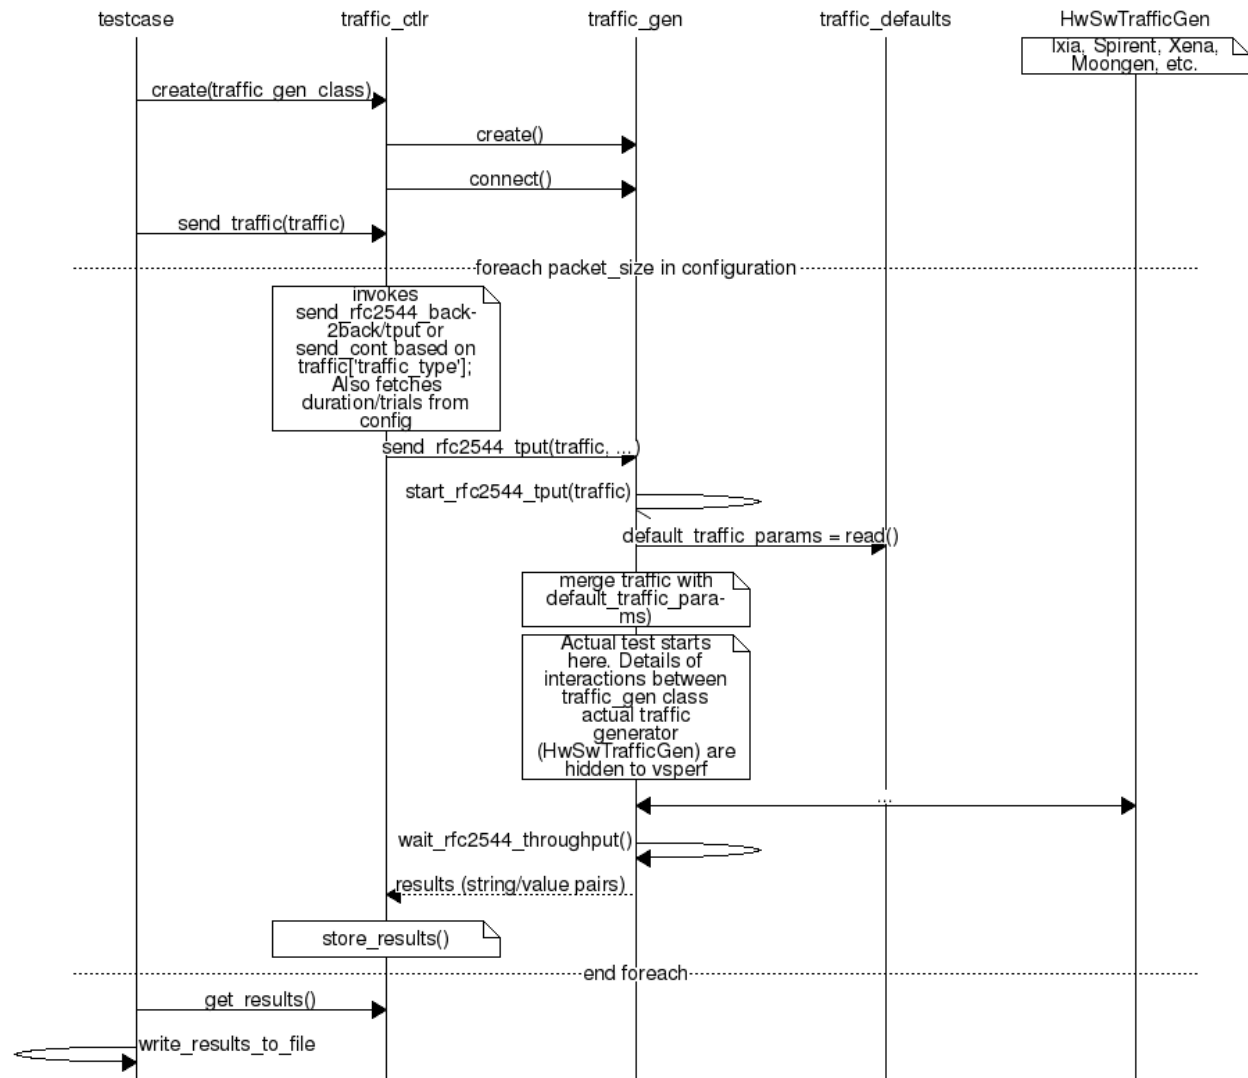 testcase
traffic_ctlr
traffic_gen
traffic_defaults
HwSwTrafficGen
Ixia, Spirent, Xena,
Moongen, etc.
create(traffic_gen_class)
create()
connect()
send_traffic(traffic)
foreach packet_size in configuration
invokes
send_rfc2544_back-
2back/tput or
send_cont based on
traffic['traffic_type'];
Also fetches
duration/trials from
config
send_rfc2544_tput(traffic, ...)
start_rfc2544_tput(traffic)
default_traffic_params = read()
merge traffic with
default_traffic_para-
ms)
Actual test starts
here. Details of
interactions between
traffic_gen class
actual traffic
generator
(HwSwTrafficGen) are
hidden to vsperf
...
wait_rfc2544_throughput()
results (string/value pairs)
store_results()
end foreach
get_results()
write_results_to_file